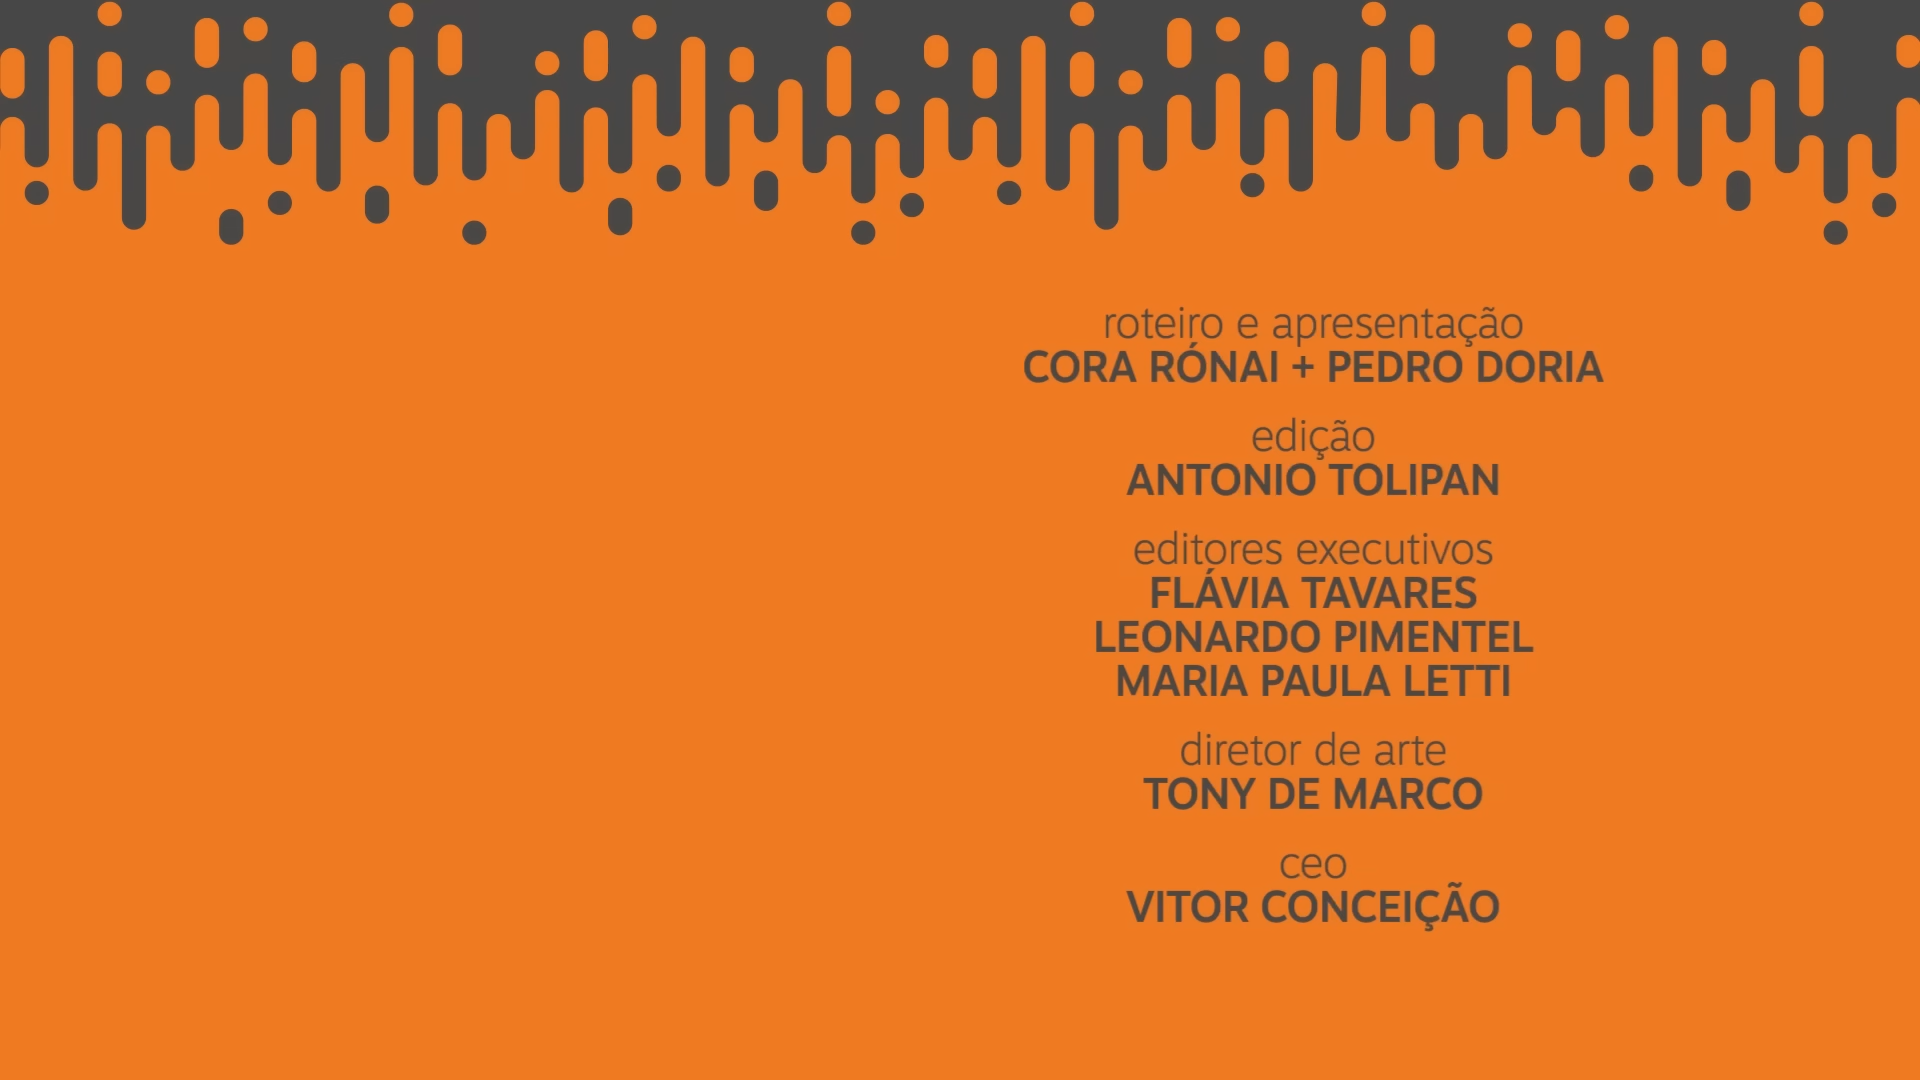 roteiro e apresentação
CORA RÓNAI + PEDRO DORIA
edição
ANTONIO TOLIPAN
editores executivos
FLÁVIA TAVARES
LEONARDO PIMENTEL
MARIA PAULA LETTI
diretor de arte
TONY DE MARCO
ceo
VITOR CONCEIÇÃO